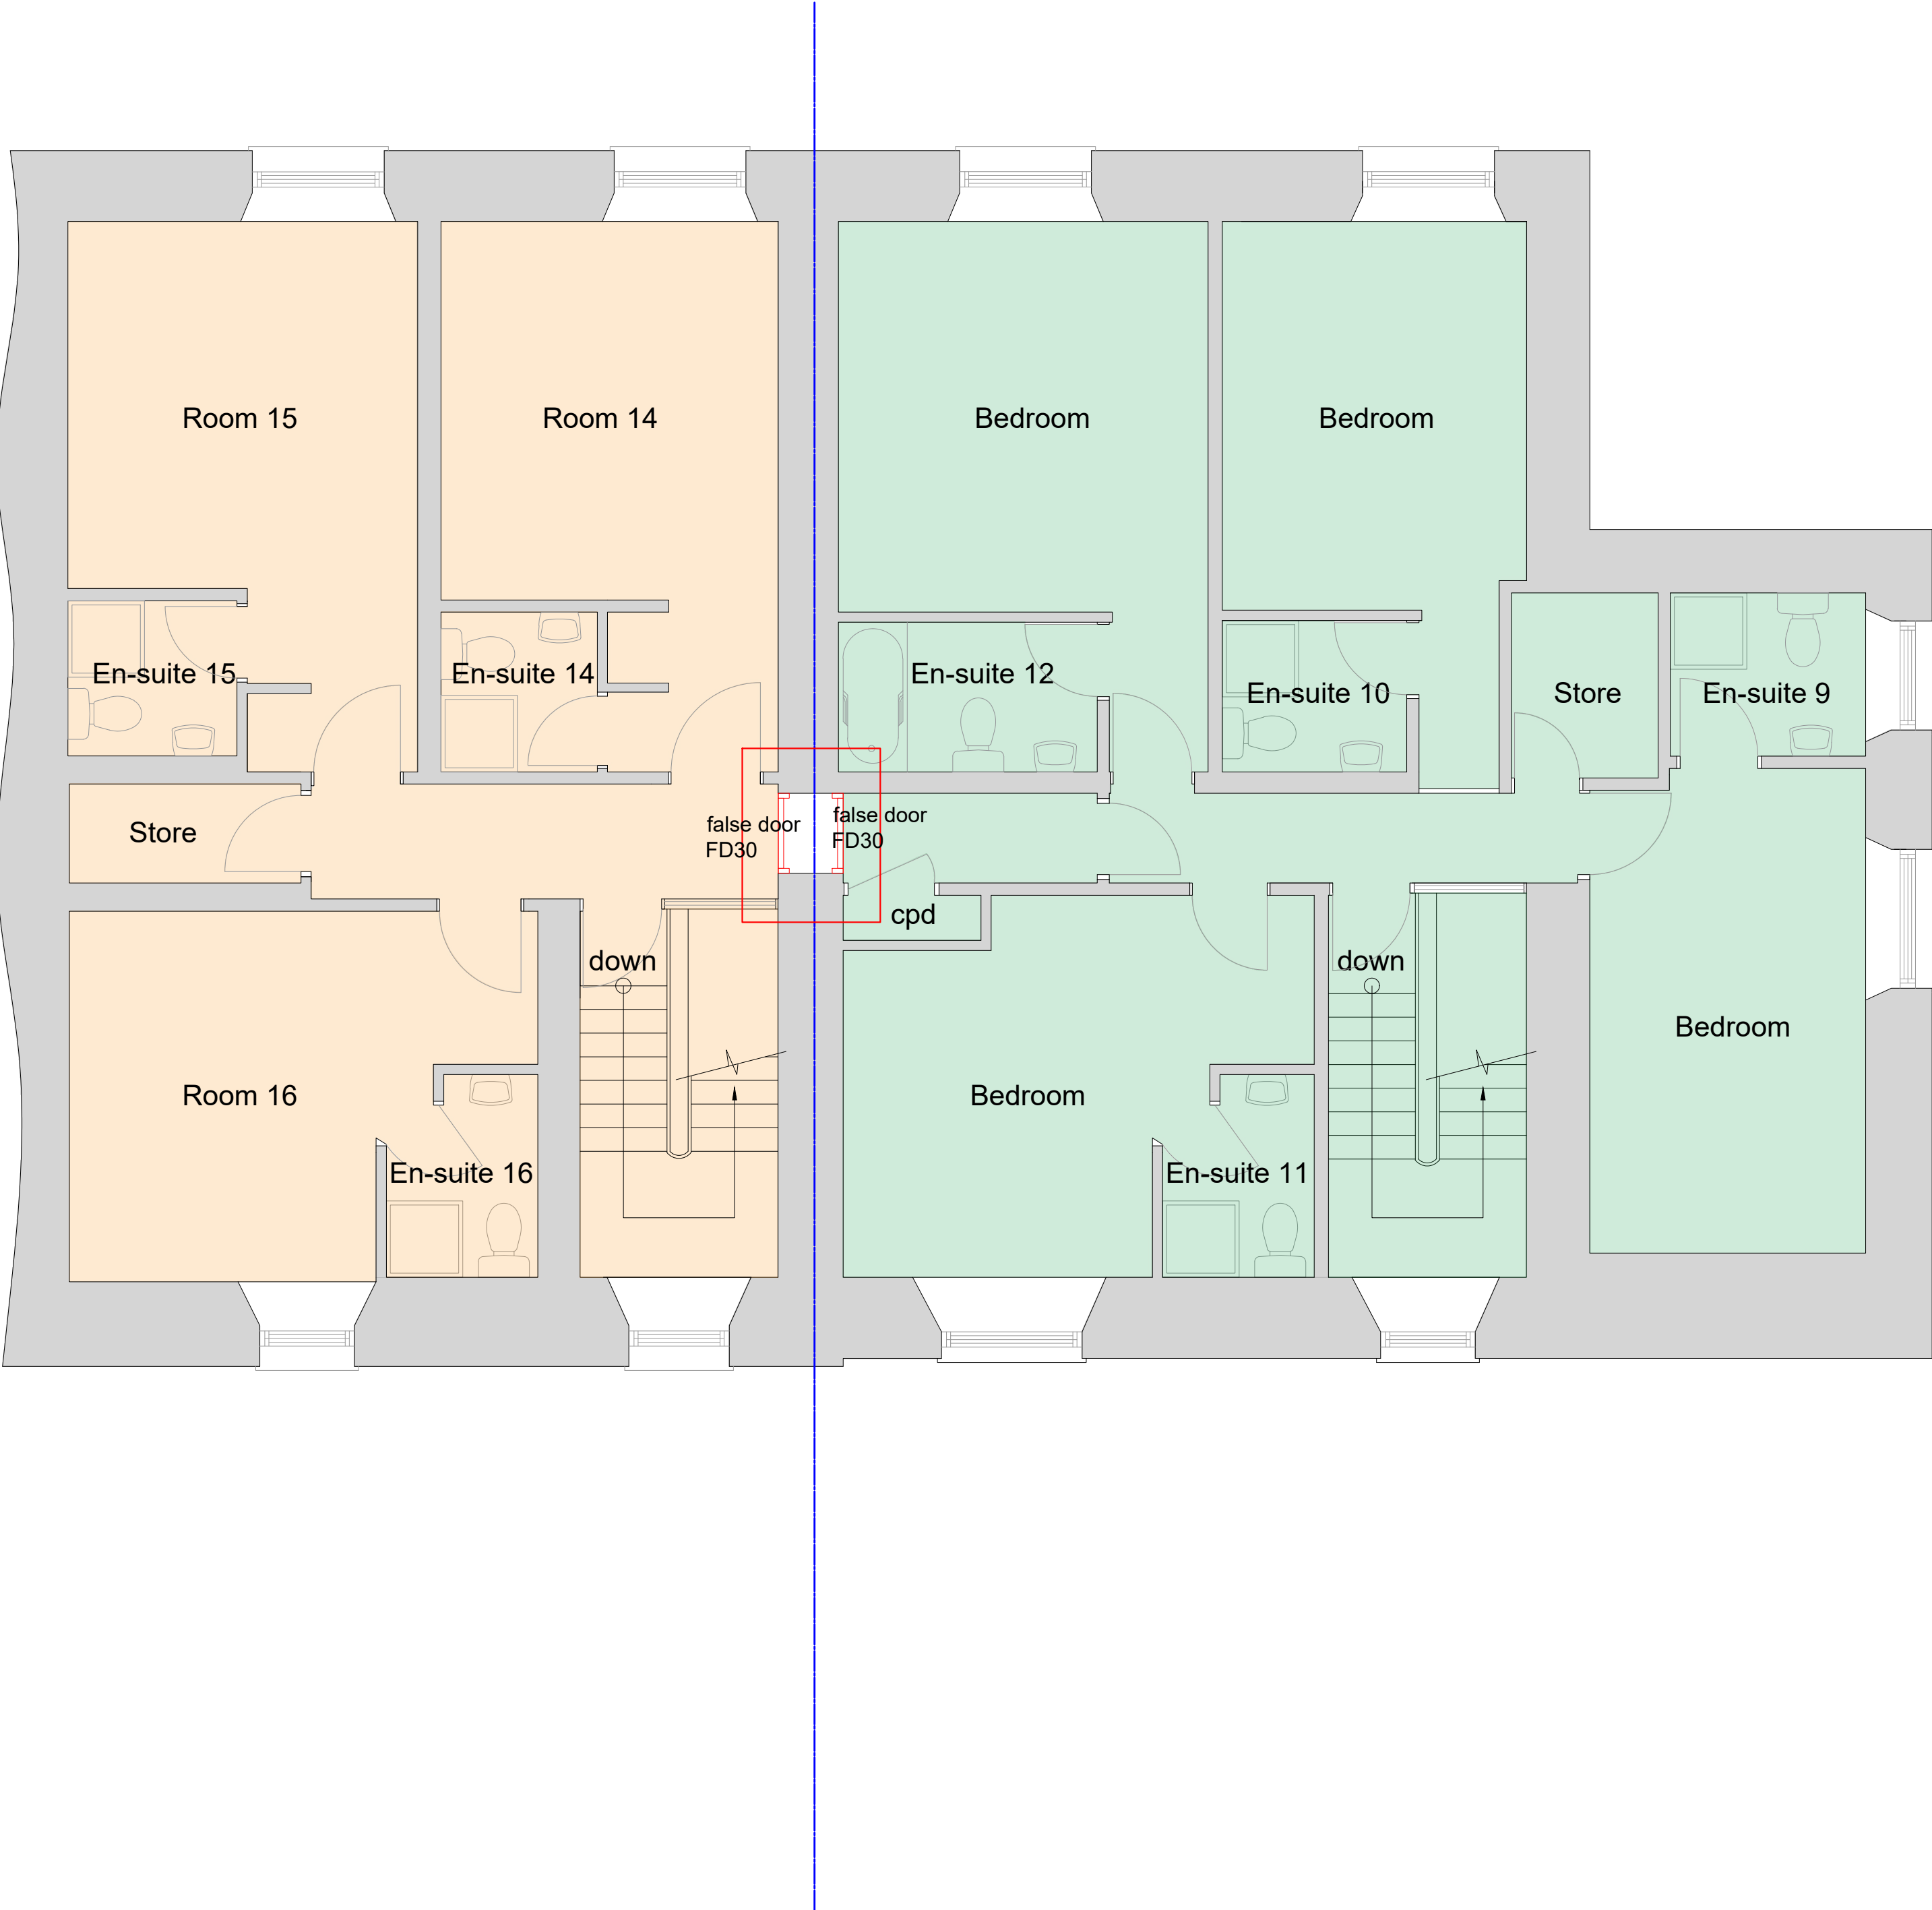 Room 15
Room 14
Bedroom
Bedroom
En-suite 15
En-suite 14
En-suite 12
En-suite 10
Store
En-suite 9
Store
false door
FD30
false door
FD30
cpd
down
down
Bedroom
Room 16
Bedroom
En-suite 16
En-suite 11